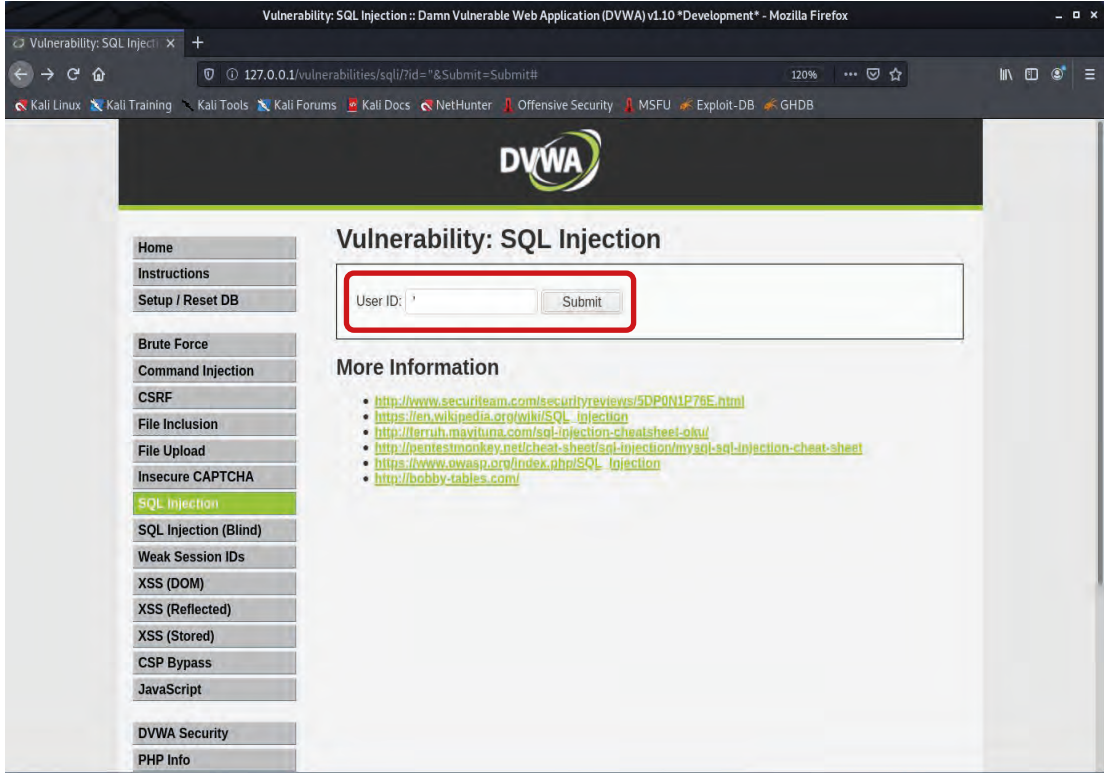 Vulnerability: SQL Injection :: Damn Vulnerable Web Application (DVWA) v1.10 *Development* - Mozilla Firefox
Vulnerability: SQL Injecti
127.0.0.1/vulnerabilities/sqli/?id="&Submit=Submit#
120%
Kali Linux Kali Training Kali Tools Kali Forums Kali Docs NetHunter Offensive Security MSFU Exploit-DB GHDB
DVWA
Home
Instructions
Setup / Reset DB
Brute Force
Command Injection
CSRF
File Inclusion
File Upload
Insecure CAPTCHA
SQL Injection
SQL Injection (Blind)
Weak Session IDs
XSS (DOM)
XSS (Reflected)
XSS (Stored)
CSP Bypass
JavaScript
DVWA Security
PHP Info
Vulnerability: SQL Injection
User ID: ' Submit
More Information
http://www.securiteam.com/securityreviews/5DP0N1P76E.html
https://en.wikipedia.org/wiki/SQL_injection
http://ferruh.mavituna.com/sql-injection-cheatsheet-oku/
http://pentestmonkey.net/cheat-sheet/sql-injection/mysql-sql-injection-cheat-sheet
https://www.owasp.org/index.php/SQL_Injection
http://bobby-tables.com/